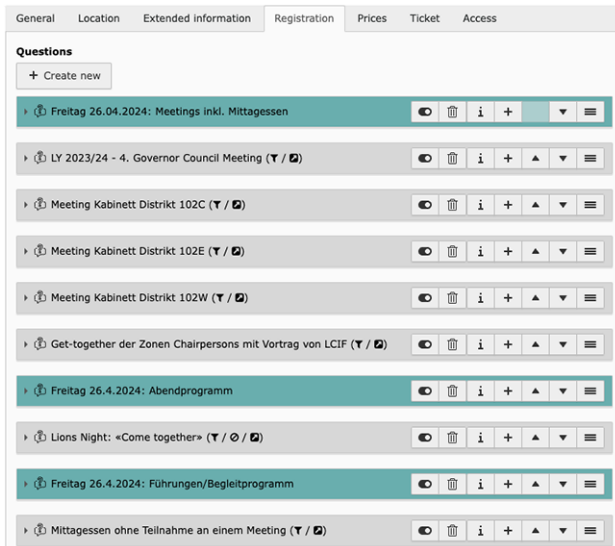 General Location Extended information Registration Prices Ticket Access
Questions
+ Create new
Freitag 26.04.2024: Meetings inkl. Mittagessen
LY 2023/24 - 4. Governor Council Meeting ( / )
Meeting Kabinett Distrikt 102C ( / )
Meeting Kabinett Distrikt 102E ( / )
Meeting Kabinett Distrikt 102W ( / )
Get-together der Zonen Chairpersons mit Vortrag von LCIF ( / )
Freitag 26.4.2024: Abendprogramm
Lions Night: «Come together» ( / / )
Freitag 26.4.2024: Führungen/Begleitprogramm
Mittagessen ohne Teilnahme an einem Meeting ( / )